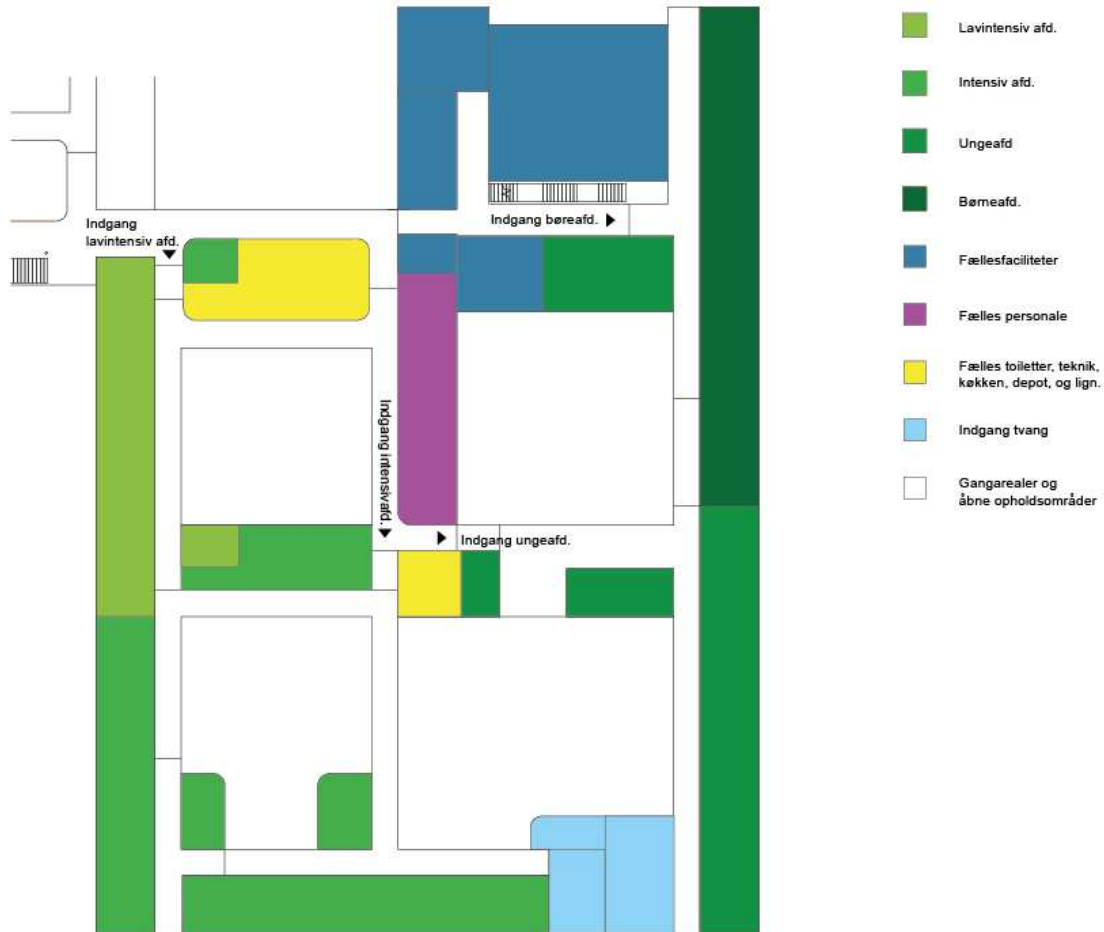 Indgang
lavintensiv afd.
Indgang børeafd.
Indgang intensivafd.
Indgang ungeafd.
Lavintensiv afd.
Intensiv afd.
Ungeafd
Børneafd.
Fællesfaciliteter
Fælles personale
Fælles toiletter, teknik,
køkken, depot, og lign.
Indgang tvang
Gangarealer og
åbne opholdsområder